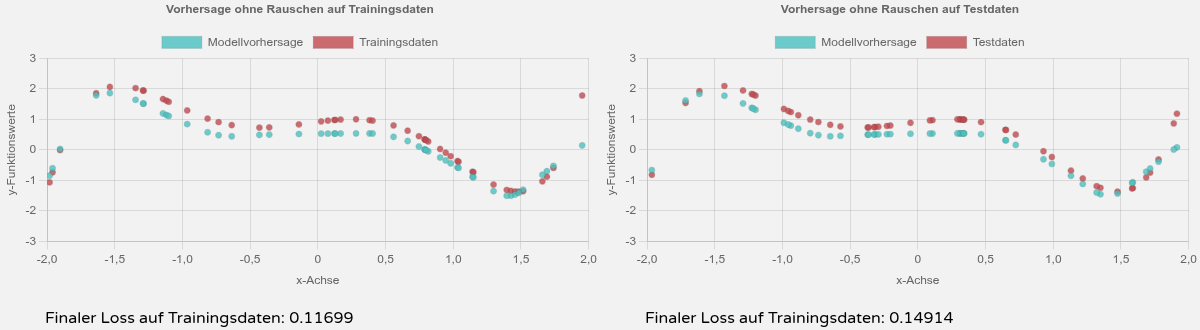 Vorhersage ohne Rauschen auf Trainingsdaten
Modellvorhersage Trainingsdaten
y-Funktionswerte
3
2
1
0
-1
-2
-3
-2,0 -1,5 -1,0 -0,5 0 0,5 1,0 1,5 2,0
x-Achse
Finaler Loss auf Trainingsdaten: 0.11699
Vorhersage ohne Rauschen auf Testdaten
Modellvorhersage Testdaten
y-Funktionswerte
3
2
1
0
-1
-2
-3
-2,0 -1,5 -1,0 -0,5 0 0,5 1,0 1,5 2,0
x-Achse
Finaler Loss auf Trainingsdaten: 0.14914